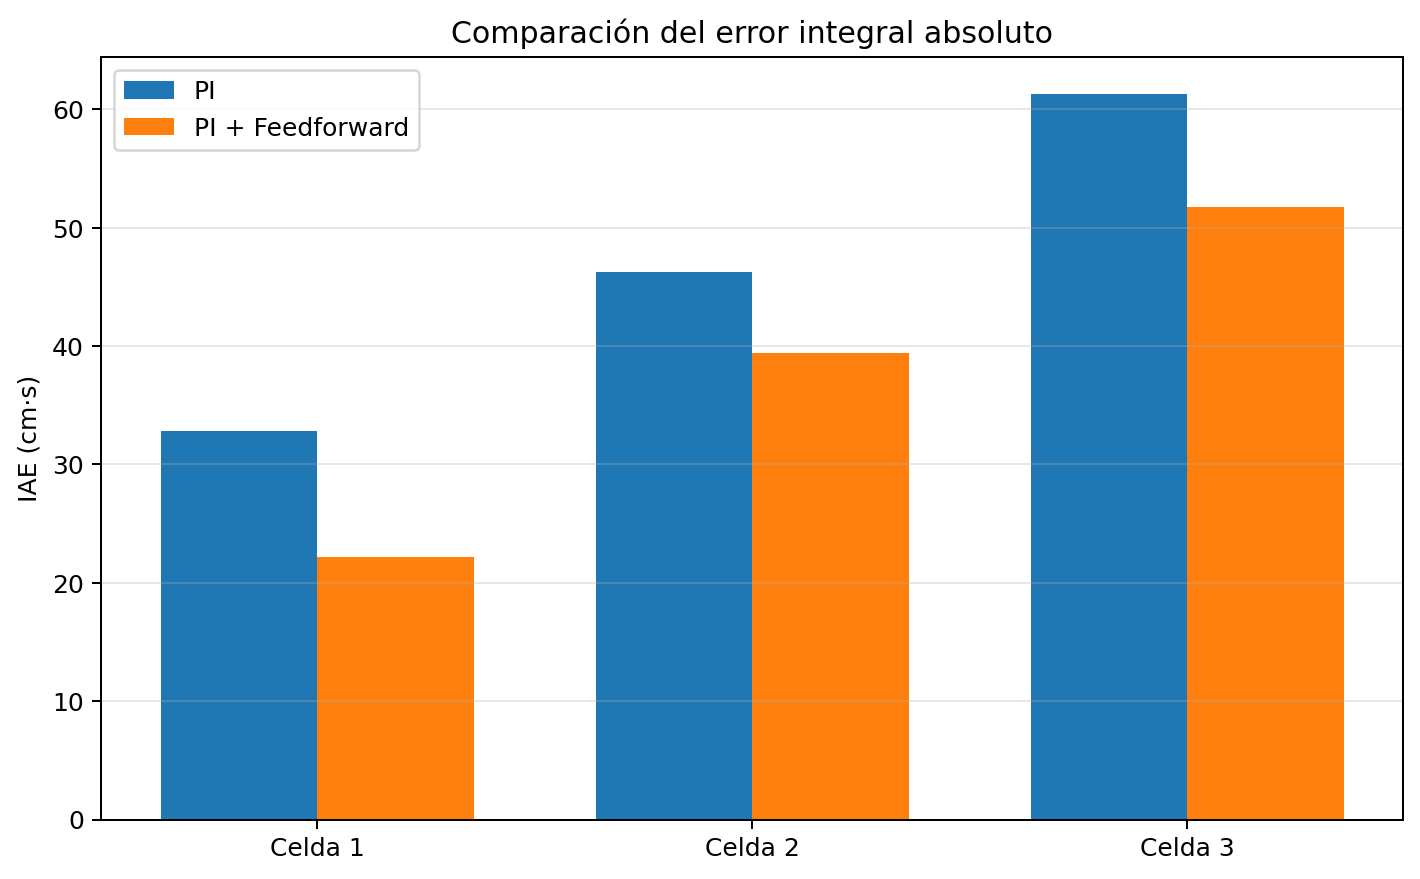 Comparación del error integral absoluto
PI
PI + Feedforward
IAE (cm·s)
60
50
40
30
20
10
0
Celda 1
Celda 2
Celda 3